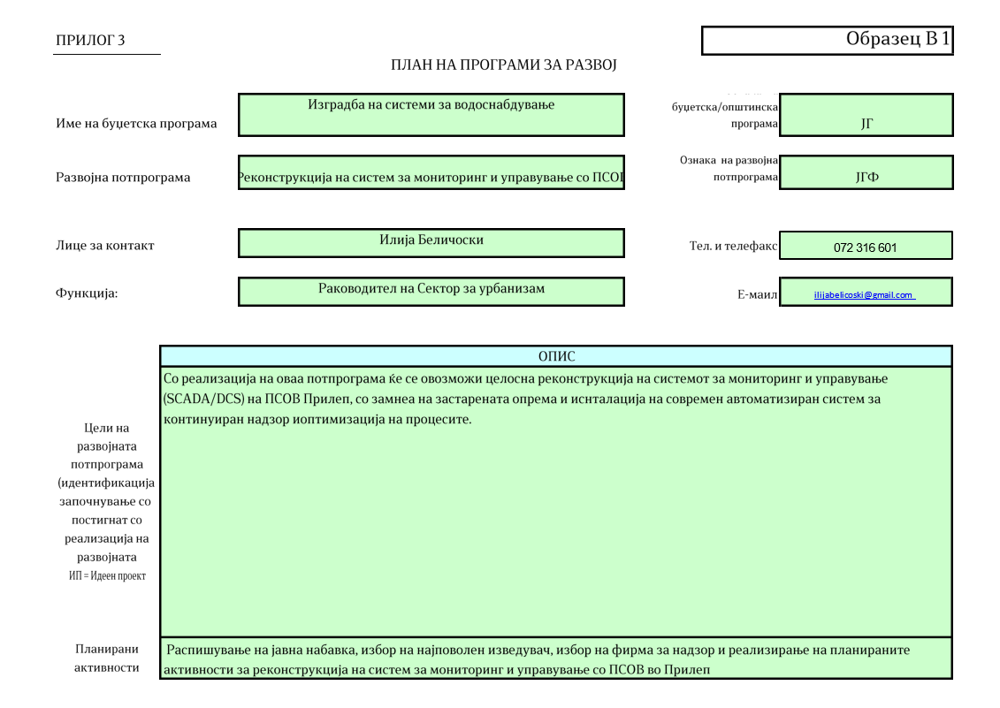 ПРИЛОГ 3
Образец В 1
ПЛАН НА ПРОГРАМИ ЗА РАЗВОЈ
Име на буџетска програма
Изградба на системи за водоснабдување
буџетска/општинска
програма
ЈГ
Развојна потпрограма
Реконструкција на систем за мониторинг и управување со ПСОВ
Ознака на развојна
потпрограма
ЈГФ
Лице за контакт
Илија Беличоски
Тел. и телефакс
072 316 601
Функција:
Раководител на Сектор за урбанизам
Е-маил
ilijabelicoski@gmail.com
ОПИС
Цели на
развојната
потпрограма
(идентификација
започнување со
постигнат со
реализација на
развојната
ИП = Идеен проект
Со реализација на оваа потпрограма ќе се овозможи целосна реконструкција на системот за мониторинг и управување
(SCADA/DCS) на ПСОВ Прилеп, со замнеа на застарената опрема и иснталација на современ автоматизиран систем за
континуиран надзор иоптимизација на процесите.
Планирани
активности
Распишување на јавна набавка, избор на најповолен изведувач, избор на фирма за надзор и реализирање на планираните
активности за реконструкција на систем за мониторинг и управување со ПСОВ во Прилеп